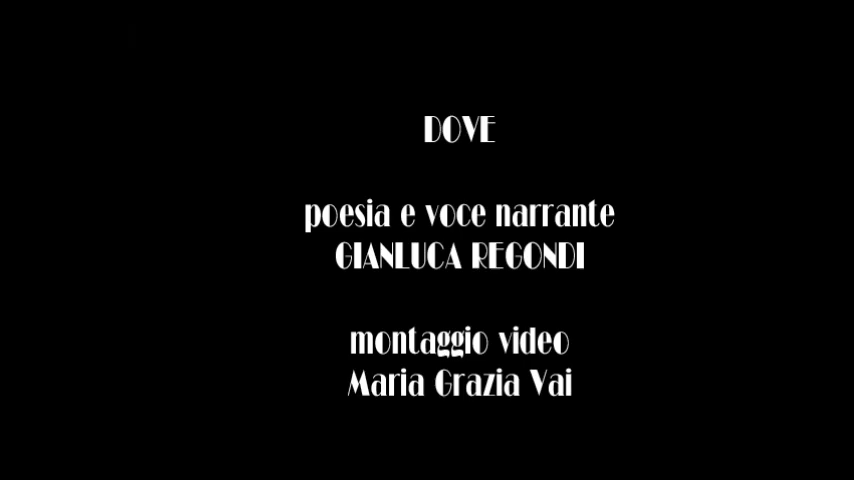 DOVE
poesia e voce narrante
GIANLUCA REGONDI
montaggio video
Maria Grazia Vai